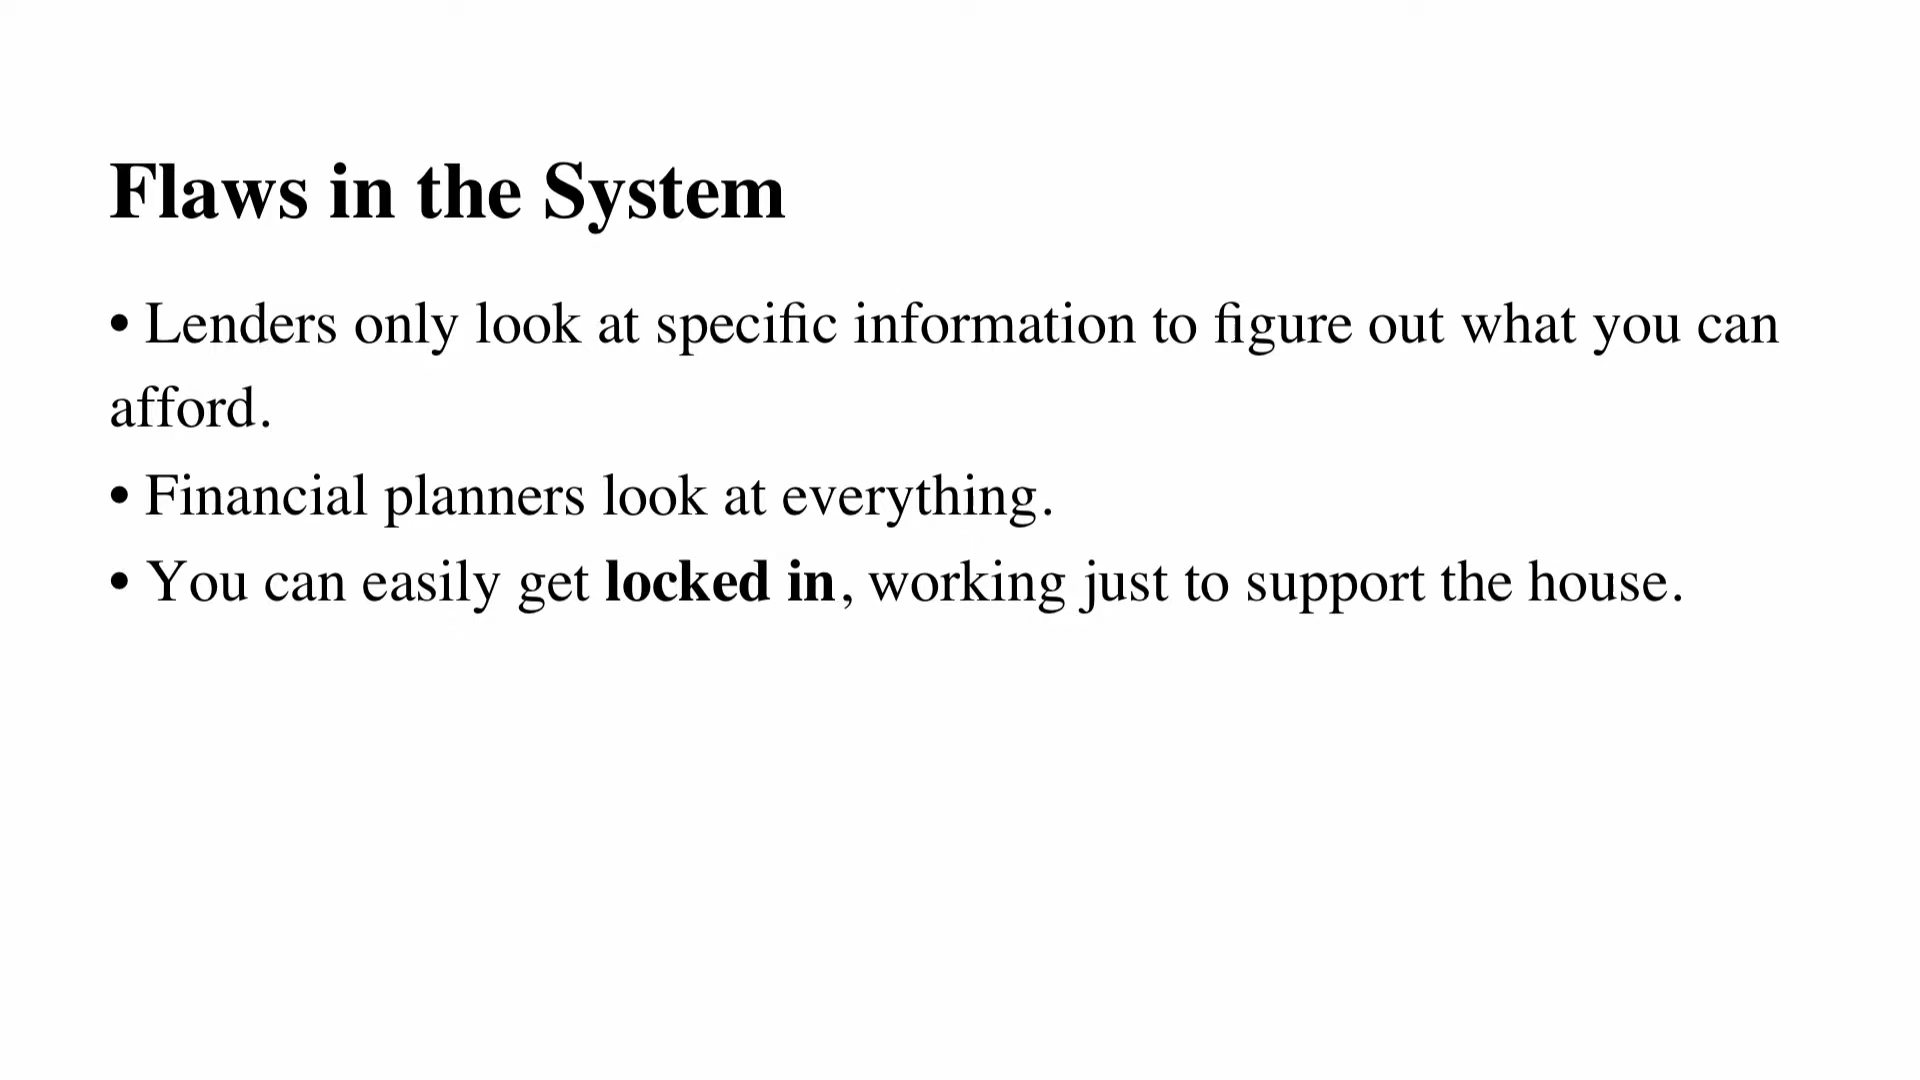 Flaws in the System
• Lenders only look at specific information to figure out what you can
afford.
• Financial planners look at everything.
• You can easily get locked in, working just to support the house.